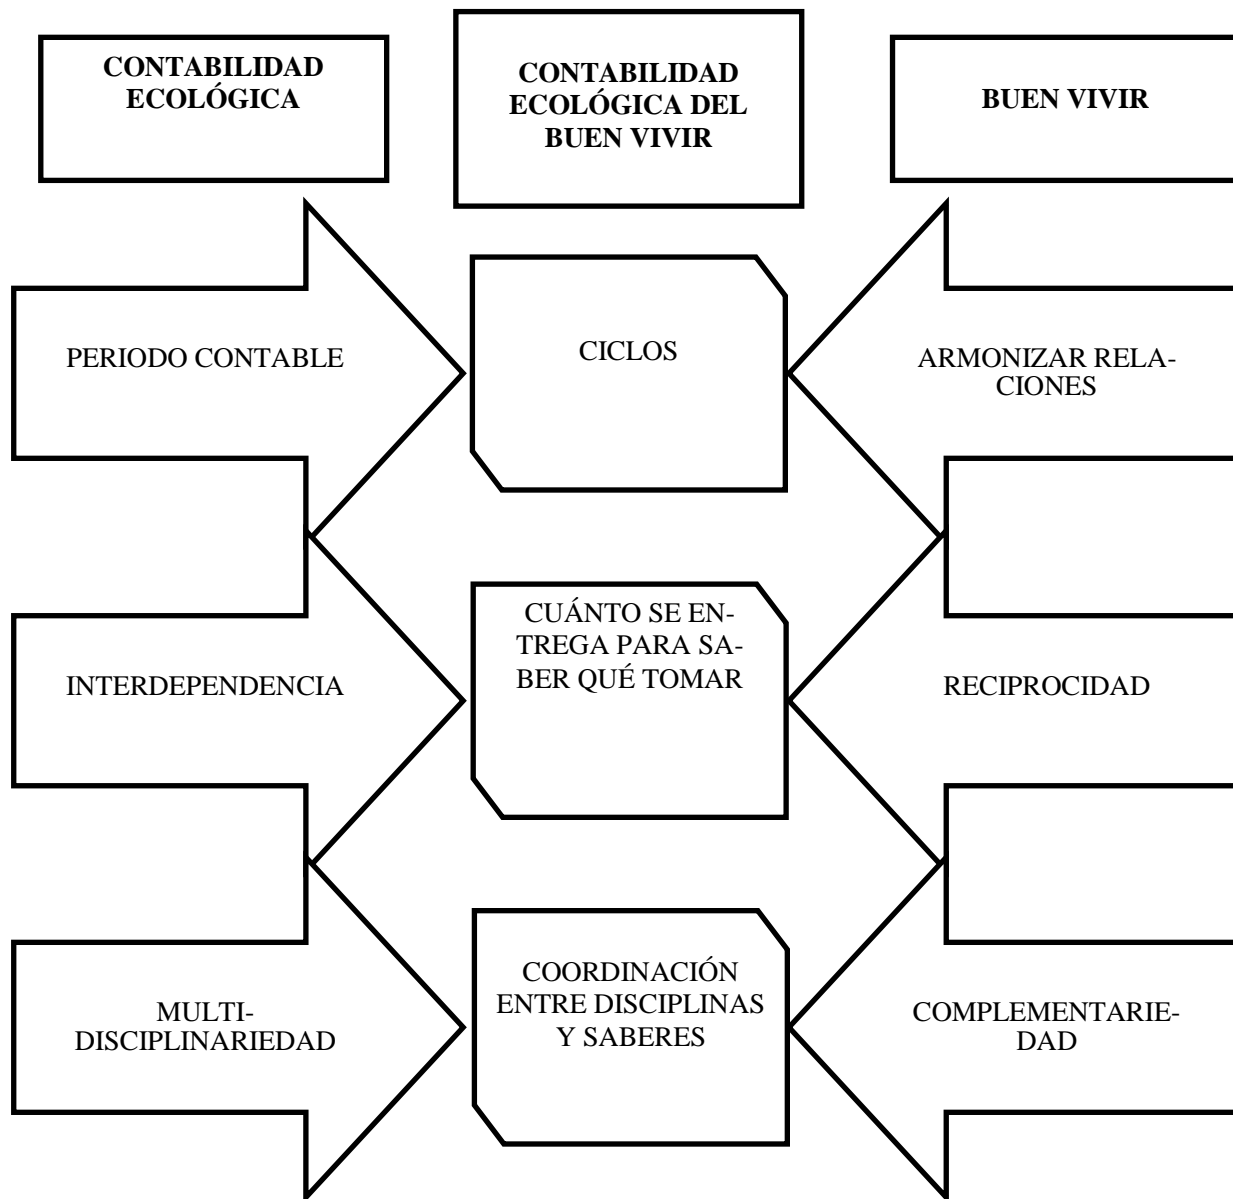 CONTABILIDAD
ECOLÓGICA
CONTABILIDAD
ECOLÓGICA DEL
BUEN VIVIR
BUEN VIVIR
PERIODO CONTABLE
CICLOS
ARMONIZAR RELA-
CIONES
INTERDEPENDENCIA
CUÁNTO SE EN-
TREGA PARA SA-
BER QUÉ TOMAR
RECIPROCIDAD
MULTI-
DISCIPLINARIEDAD
COORDINACIÓN
ENTRE DISCIPLINAS
Y SABERES
COMPLEMENTARIE-
DAD